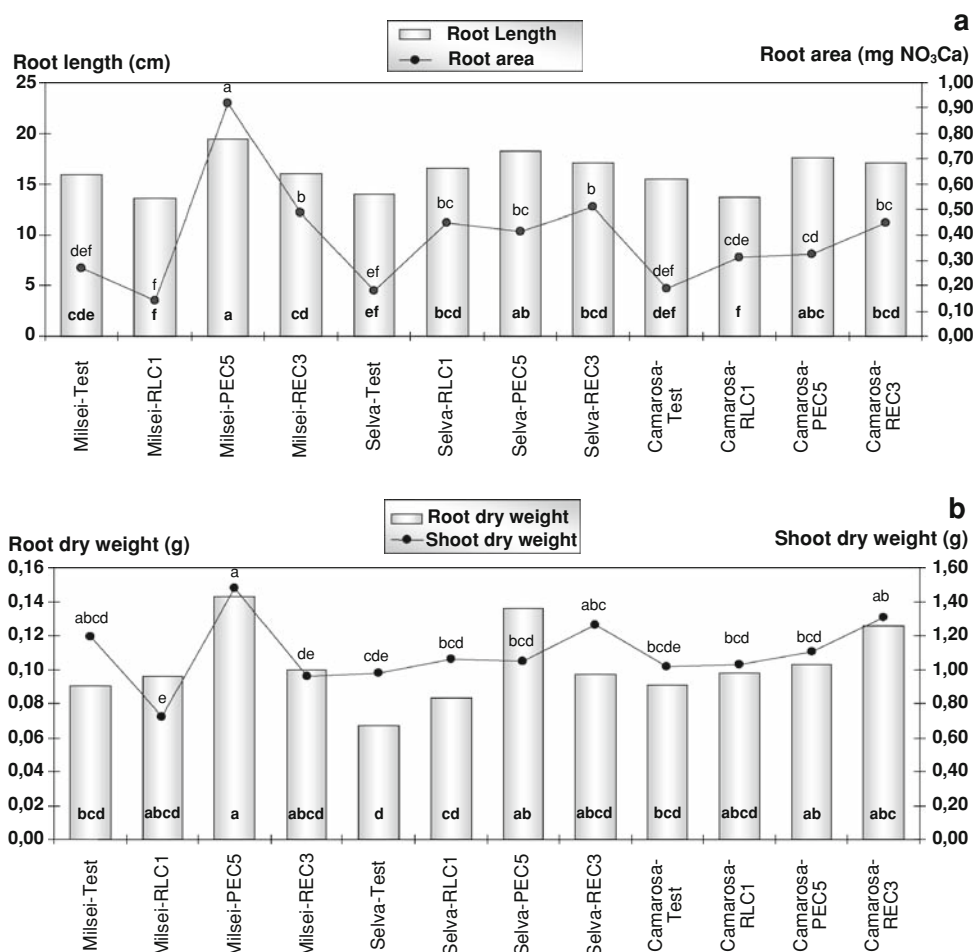 a
Root Length
Root area
Root length (cm)
Root area (mg NO₃Ca)
25
20
15
10
5
0
1,00
0,90
0,80
0,70
0,60
0,50
0,40
0,30
0,20
0,10
0,00
def
f
a
b
ef
bc
bc
b
def
cde
cd
bc
cde
f
a
cd
ef
bcd
ab
bcd
def
f
abc
bcd
Milsei-Test
Milsei-RLC1
Milsei-PEC5
Milsei-REC3
Selva-Test
Selva-RLC1
Selva-PEC5
Selva-REC3
Camarosa-
Test
Camarosa-
RLC1
Camarosa-
PEC5
Camarosa-
REC3
b
Root dry weight
Shoot dry weight
Root dry weight (g)
Shoot dry weight (g)
0,16
0,14
0,12
0,10
0,08
0,06
0,04
0,02
0,00
1,60
1,40
1,20
1,00
0,80
0,60
0,40
0,20
0,00
abcd
e
a
de
cde
bcd
bcd
abc
bcde
bcd
bcd
ab
bcd
abcd
a
abcd
d
cd
ab
abcd
bcd
abcd
ab
abc
Milsei-Test
Milsei-RLC1
Milsei-PEC5
Milsei-REC3
Selva-Test
Selva-RLC1
Selva-PEC5
Selva-REC3
Camarosa-
Test
Camarosa-
RLC1
Camarosa-
PEC5
Camarosa-
REC3